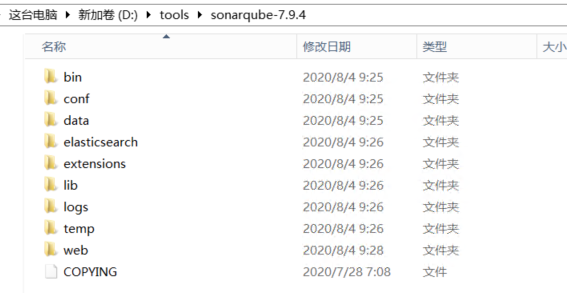 这台电脑 新加卷 (D:) tools sonarqube-7.9.4
名称 修改日期 类型 大小
bin 2020/8/4 9:25 文件夹
conf 2020/8/4 9:25 文件夹
data 2020/8/4 9:25 文件夹
elasticsearch 2020/8/4 9:26 文件夹
extensions 2020/8/4 9:26 文件夹
lib 2020/8/4 9:26 文件夹
logs 2020/8/4 9:26 文件夹
temp 2020/8/4 9:26 文件夹
web 2020/8/4 9:28 文件夹
COPYING 2020/7/28 7:08 文件